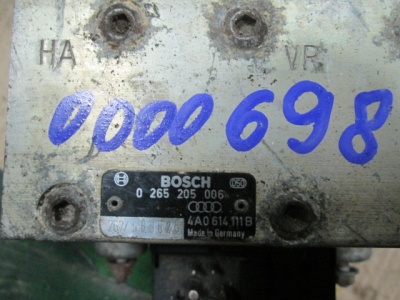 HA VR
0000698
BOSCH
0 265 205 006
4A0 614 111 B
Made in Germany